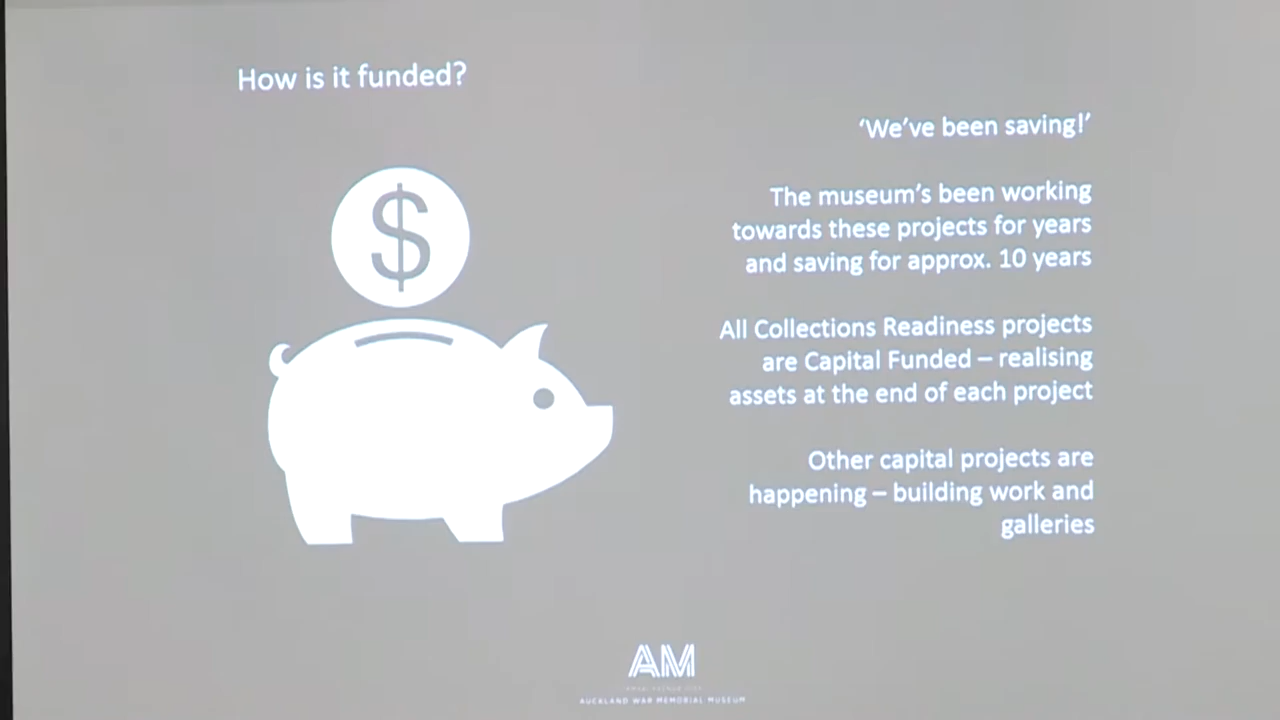 How is it funded?
$
‘We’ve been saving!’
The museum’s been working
towards these projects for years
and saving for approx. 10 years
All Collections Readiness projects
are Capital Funded – realising
assets at the end of each project
Other capital projects are
happening – building work and
galleries
AM
AUCKLAND WAR MEMORIAL MUSEUM